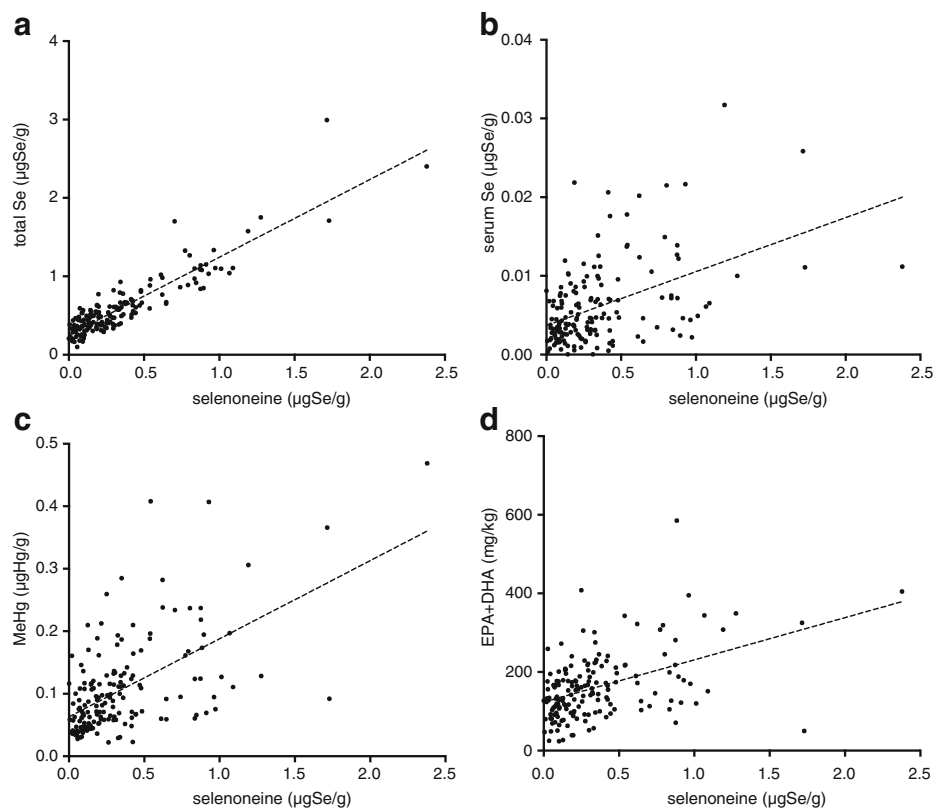 a
4
3
2
1
0
total Se (µgSe/g)
0.0 0.5 1.0 1.5 2.0 2.5
selenoneine (µgSe/g)
b
0.04
0.03
0.02
0.01
0.00
serum Se (µgSe/g)
0.0 0.5 1.0 1.5 2.0 2.5
selenoneine (µgSe/g)
c
0.5
0.4
0.3
0.2
0.1
0.0
MeHg (µgHg/g)
0.0 0.5 1.0 1.5 2.0 2.5
selenoneine (µgSe/g)
d
800
600
400
200
0
EPA+DHA (mg/kg)
0.0 0.5 1.0 1.5 2.0 2.5
selenoneine (µgSe/g)